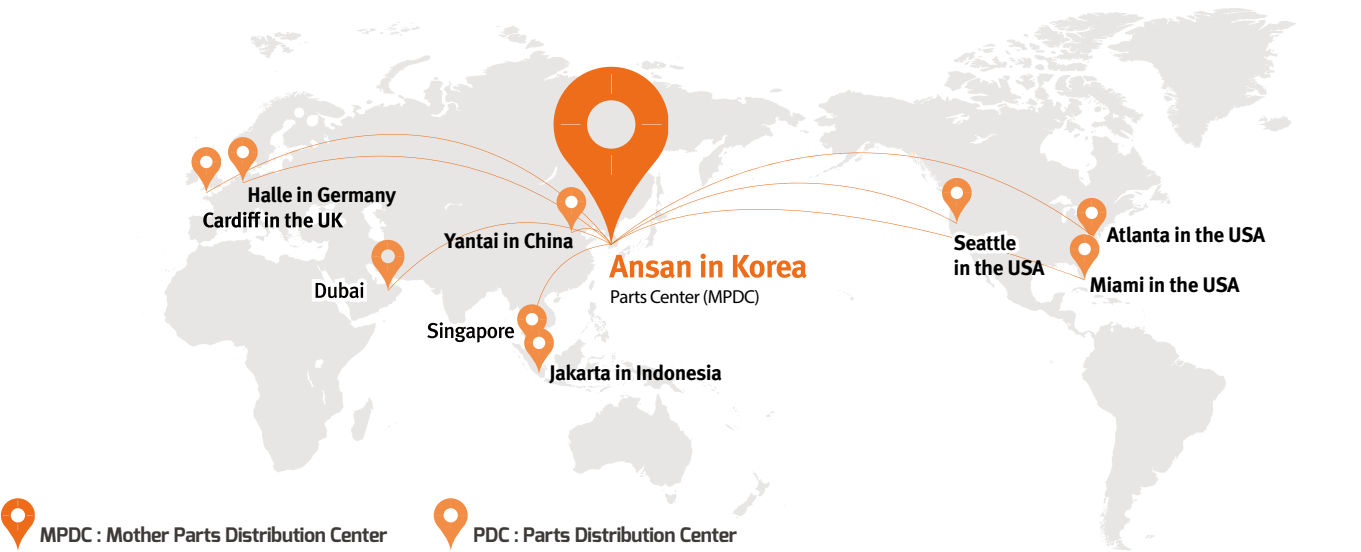 Halle in Germany
Cardiff in the UK
Yantai in China
Dubai
Singapore
Jakarta in Indonesia
Ansan in Korea
Parts Center (MPDC)
Seattle
in the USA
Atlanta in the USA
Miami in the USA
MPDC : Mother Parts Distribution Center
PDC : Parts Distribution Center